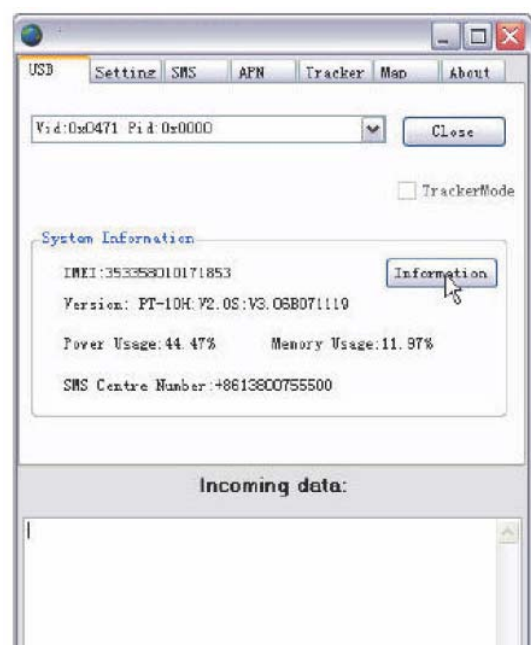 USB Setting SMS APN Tracker Map About
Vid:0x0471 Pid:0x0000 Close
TrackerMode
System Information
IMEI:353358010171853 Information
Version: PT-10H:V2.0S:V3.06B071119
Power Usage:44.47% Memory Usage:11.97%
SMS Centre Number:+8613800755500
Incoming data: